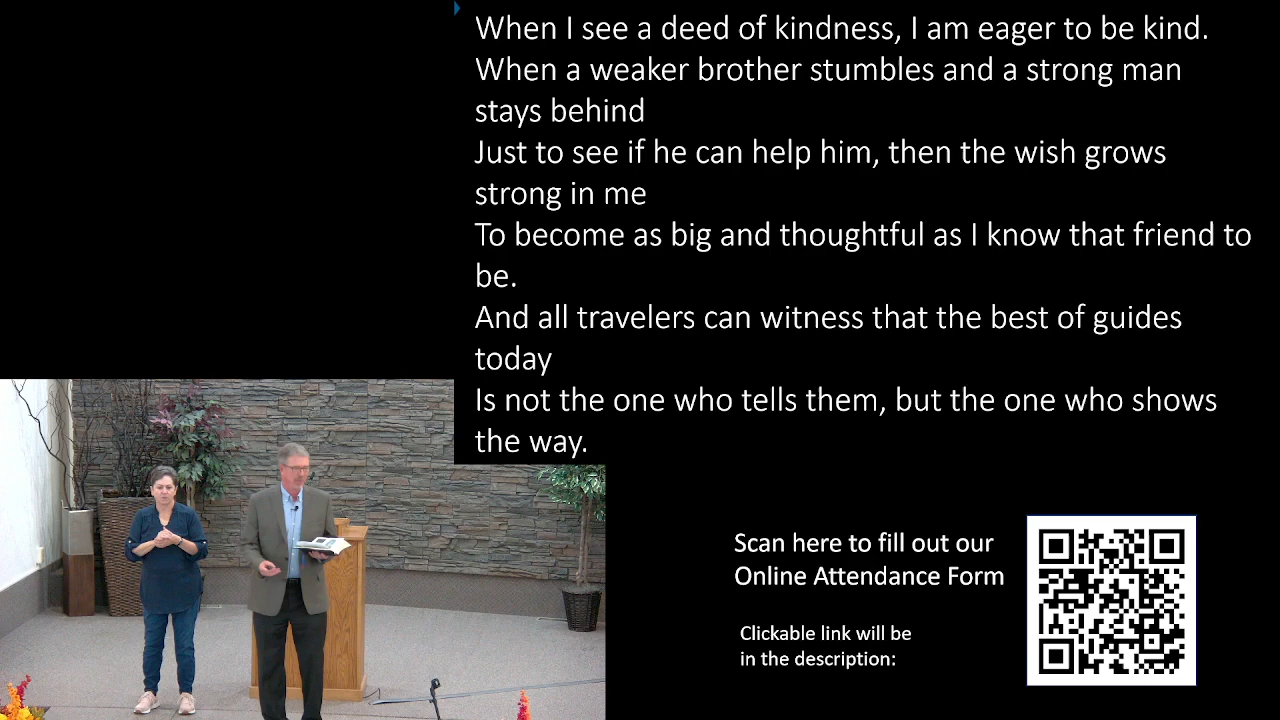 When I see a deed of kindness, I am eager to be kind.
When a weaker brother stumbles and a strong man
stays behind
Just to see if he can help him, then the wish grows
strong in me
To become as big and thoughtful as I know that friend to
be.
And all travelers can witness that the best of guides
today
Is not the one who tells them, but the one who shows
the way.
Scan here to fill out our
Online Attendance Form
Clickable link will be
in the description: